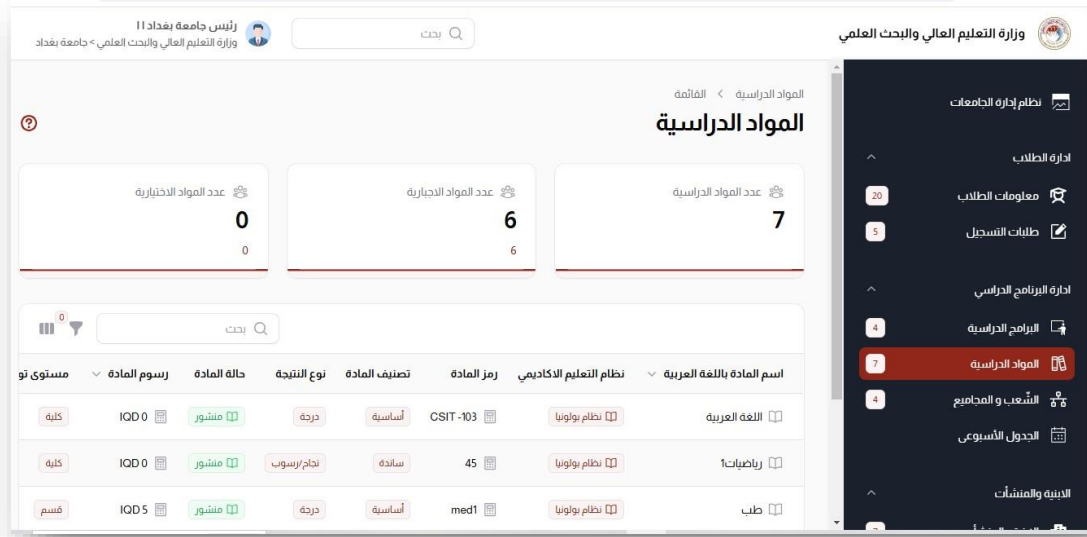 وزارة التعليم العالي والبحث العلمي
بحث
رئيس جامعة بغداد ا ا
وزارة التعليم العالي والبحث العلمي > جامعة بغداد
نظام إدارة الجامعات
ادارة الطلاب
معلومات الطلاب 20
طلبات التسجيل 5
ادارة البرنامج الدراسي
البرامج الدراسية 4
المواد الدراسية 7
الشّعب و المجاميع 4
الجدول الأسبوعي
الابنية والمنشأت
المواد الدراسية > القائمة
المواد الدراسية
عدد المواد الدراسية
7
عدد المواد الاجبارية
6
6
عدد المواد الاختيارية
0
0
بحث
0
اسم المادة باللغة العربية نظام التعليم الاكاديمي رمز المادة تصنيف المادة نوع النتيجة حالة المادة رسوم المادة مستوى تو
اللغة العربية نظام بولونيا CSIT -103 أساسية درجة منشور IQD 0 كلية
رياضيات1 نظام بولونيا 45 ساندة نجاح/رسوب منشور IQD 0 كلية
طب نظام بولونيا med1 أساسية درجة منشور IQD 5 قسم